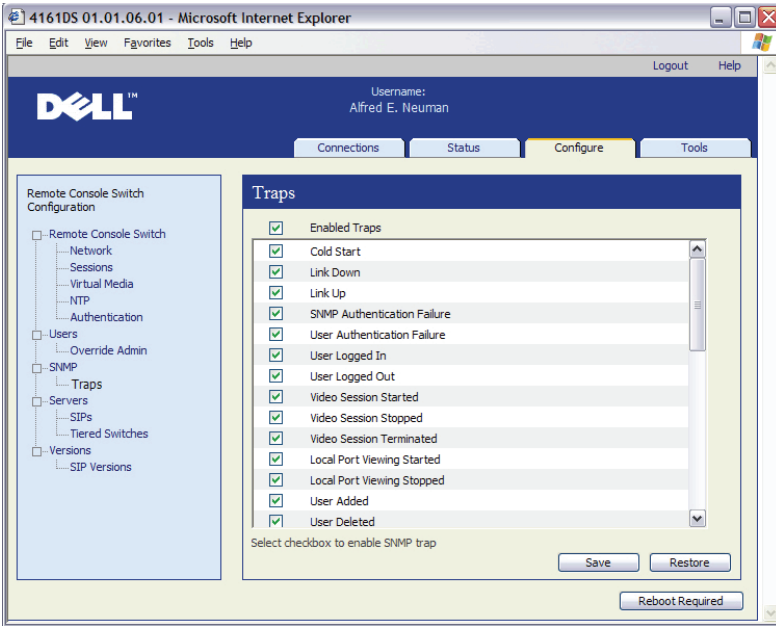 4161DS 01.01.06.01 - Microsoft Internet Explorer
File Edit View Favorites Tools Help
Logout Help
DELL™
Username:
Alfred E. Neuman
Connections Status Configure Tools
Remote Console Switch
Configuration
Remote Console Switch
Network
Sessions
Virtual Media
NTP
Authentication
Users
Override Admin
SNMP
Traps
Servers
SIPs
Tiered Switches
Versions
SIP Versions
Traps
Enabled Traps
Cold Start
Link Down
Link Up
SNMP Authentication Failure
User Authentication Failure
User Logged In
User Logged Out
Video Session Started
Video Session Stopped
Video Session Terminated
Local Port Viewing Started
Local Port Viewing Stopped
User Added
User Deleted
Select checkbox to enable SNMP trap
Save Restore
Reboot Required